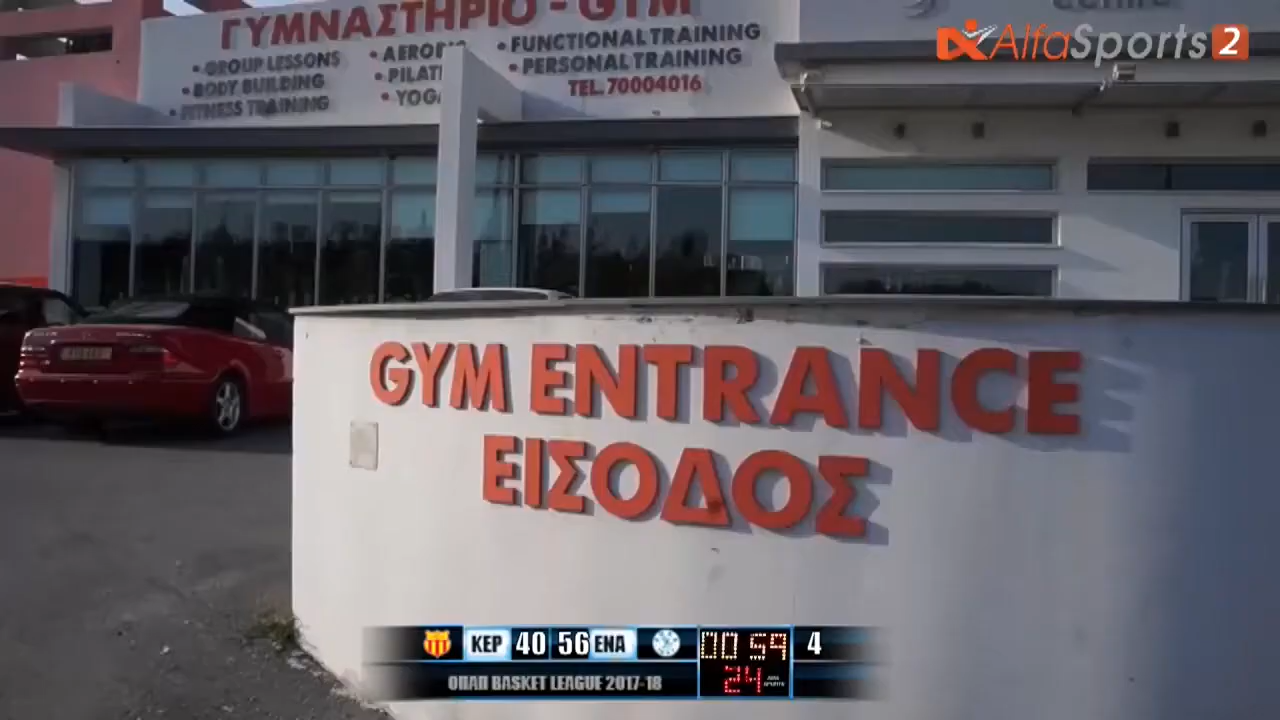 ΓΥΜΝΑΣΤΗΡΙΟ - GYM
• GROUP LESSONS
• BODY BUILDING
• FITNESS TRAINING
• FUNCTIONAL TRAINING
• PERSONAL TRAINING
TEL. 70004016
AlfaSports 2
GYM ENTRANCE
ΕΙΣΟΔΟΣ
ΚΕΡ 40 56 ΕΝΑ 00 59 4
24
ΟΠΑΠ BASKET LEAGUE 2017-18